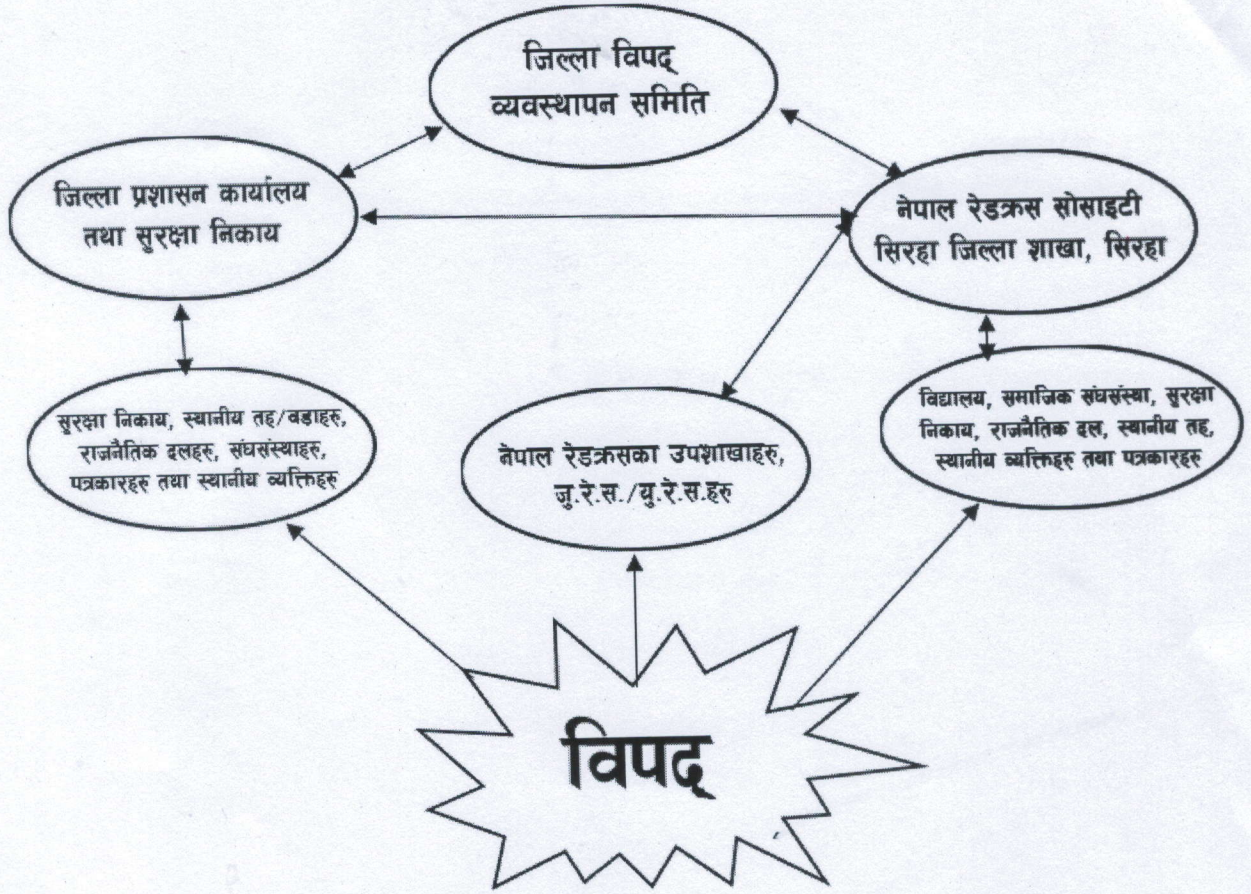 जिल्ला विपद्
व्यवस्थापन समिति
जिल्ला प्रशासन कार्यालय
तथा सुरक्षा निकाय
नेपाल रेडक्रस सोसाइटी
सिरहा जिल्ला शाखा, सिरहा
सुरक्षा निकाय, स्थानीय तह/वडाहरु,
राजनैतिक दलहरु, संघसंस्थाहरु,
पत्रकारहरु तथा स्थानीय व्यक्तिहरु
नेपाल रेडक्रसका उपशाखाहरु,
जु.रे.स./यु.रे.स.हरु
विद्यालय, समाजिक संघसंस्था, सुरक्षा
निकाय, राजनैतिक दल, स्थानीय तह,
स्थानीय व्यक्तिहरु तथा पत्रकारहरु
विपद्